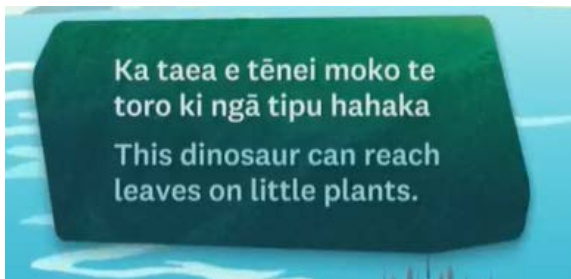 Ka taea e tēnei moko te
toro ki ngā tipu hahaka
This dinosaur can reach
leaves on little plants.